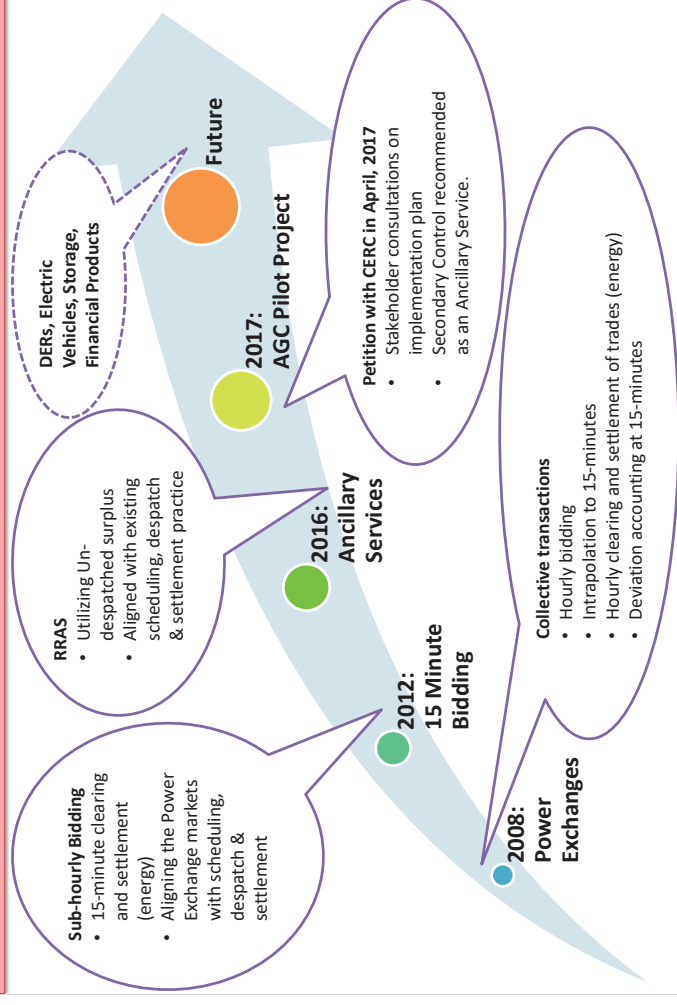 Sub-hourly Bidding
• 15-minute clearing
and settlement
(energy)
• Aligning the Power
Exchange markets
with scheduling,
despatch &
settlement
RRAS
• Utilizing Un-
despatched surplus
• Aligned with existing
scheduling, despatch
& settlement practice
DERs, Electric
Vehicles, Storage,
Financial Products
2008:
Power
Exchanges
2012:
15 Minute
Bidding
2016:
Ancillary
Services
2017:
AGC Pilot Project
Future
Collective transactions
• Hourly bidding
• Intrapolation to 15-minutes
• Hourly clearing and settlement of trades (energy)
• Deviation accounting at 15-minutes
Petition with CERC in April, 2017
• Stakeholder consultations on
implementation plan
• Secondary Control recommended
as an Ancillary Service.